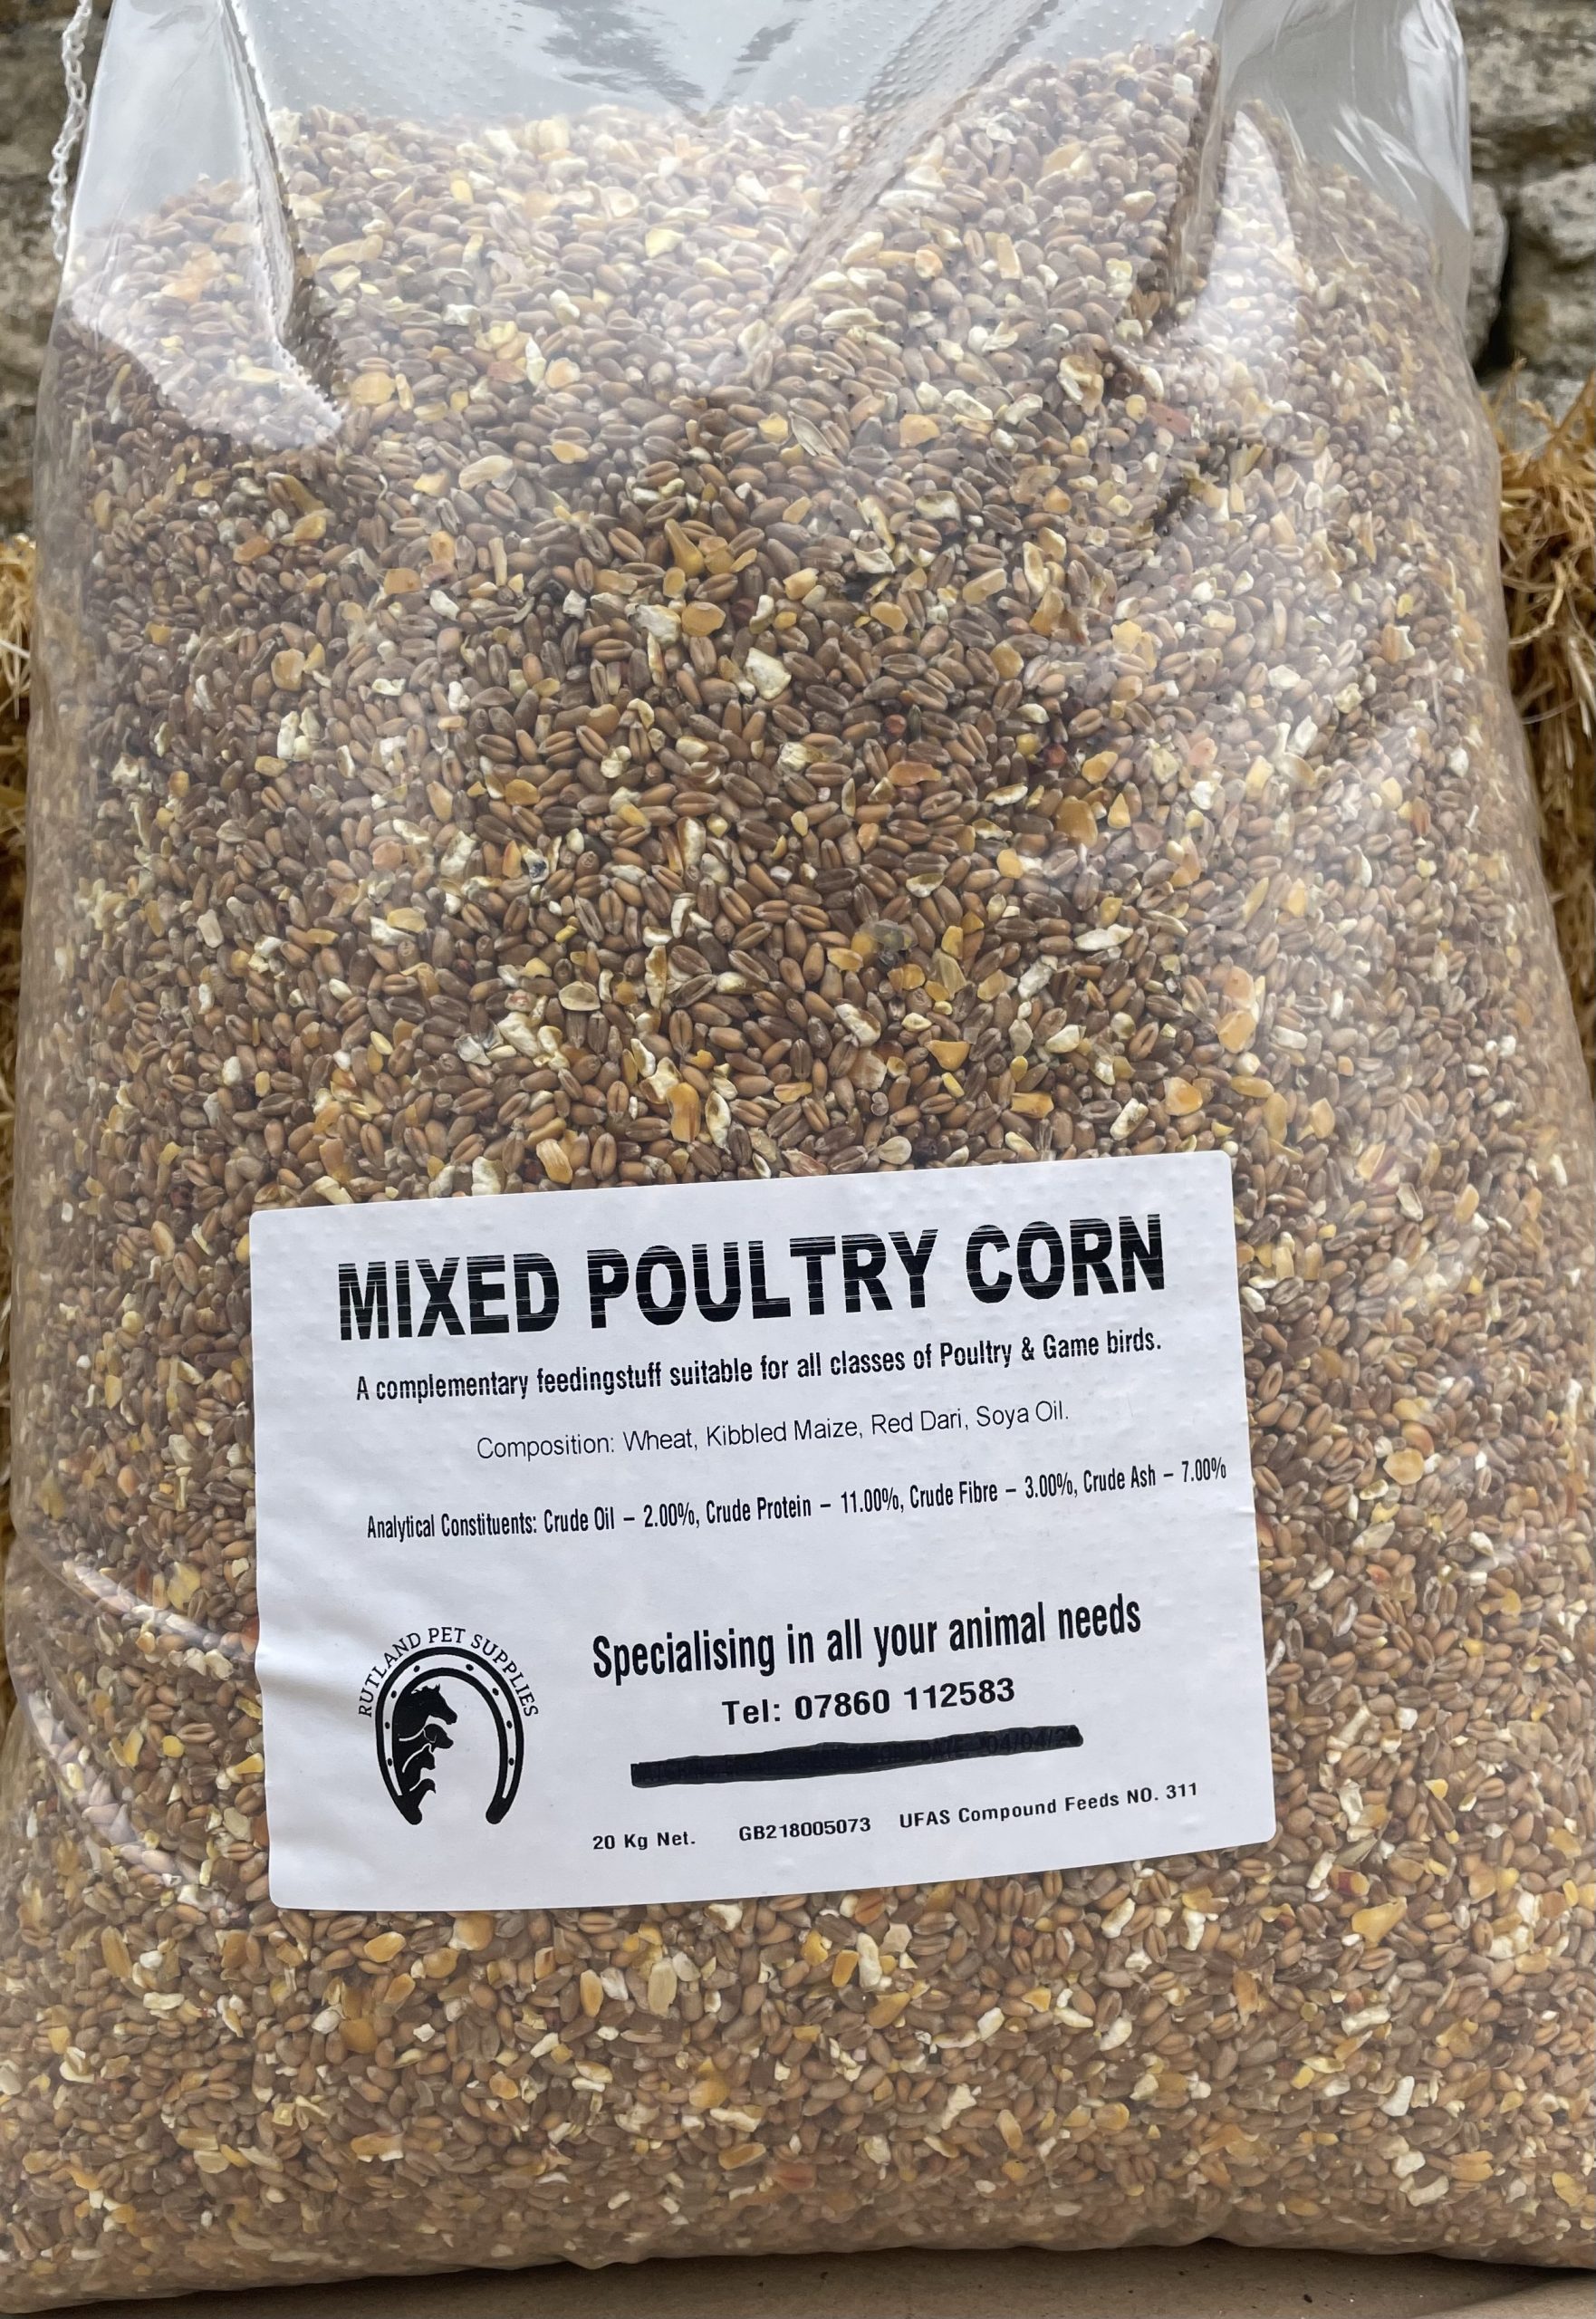 MIXED POULTRY CORN
A complementary feedingstuff suitable for all classes of Poultry & Game birds.
Composition: Wheat, Kibbled Maize, Red Dari, Soya Oil.
Analytical Constituents: Crude Oil – 2.00%, Crude Protein – 11.00%, Crude Fibre – 3.00%, Crude Ash – 7.00%
RUTLAND PET SUPPLIES
Specialising in all your animal needs
Tel: 07860 112583
20 Kg Net. GB218005073 UFAS Compound Feeds NO. 311